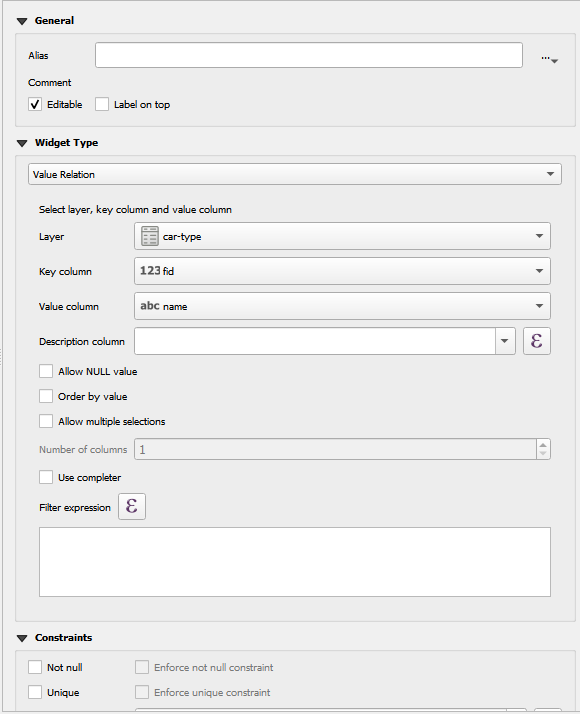 General
Alias
...
Comment
Editable
Label on top
Widget Type
Value Relation
Select layer, key column and value column
Layer car-type
Key column 123 fid
Value column abc name
Description column ε
Allow NULL value
Order by value
Allow multiple selections
Number of columns 1
Use completer
Filter expression ε
Constraints
Not null Enforce not null constraint
Unique Enforce unique constraint